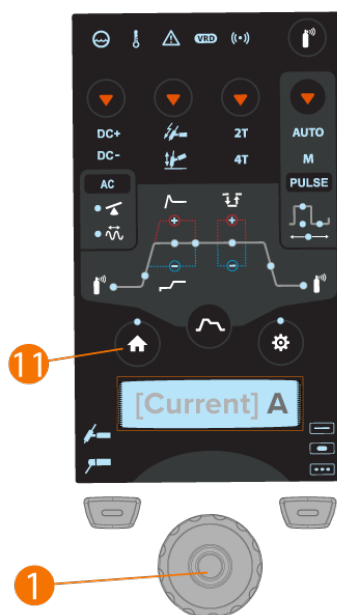 VRD
DC+
DC-
2T
4T
AUTO
M
PULSE
AC
11
[Current] A
1